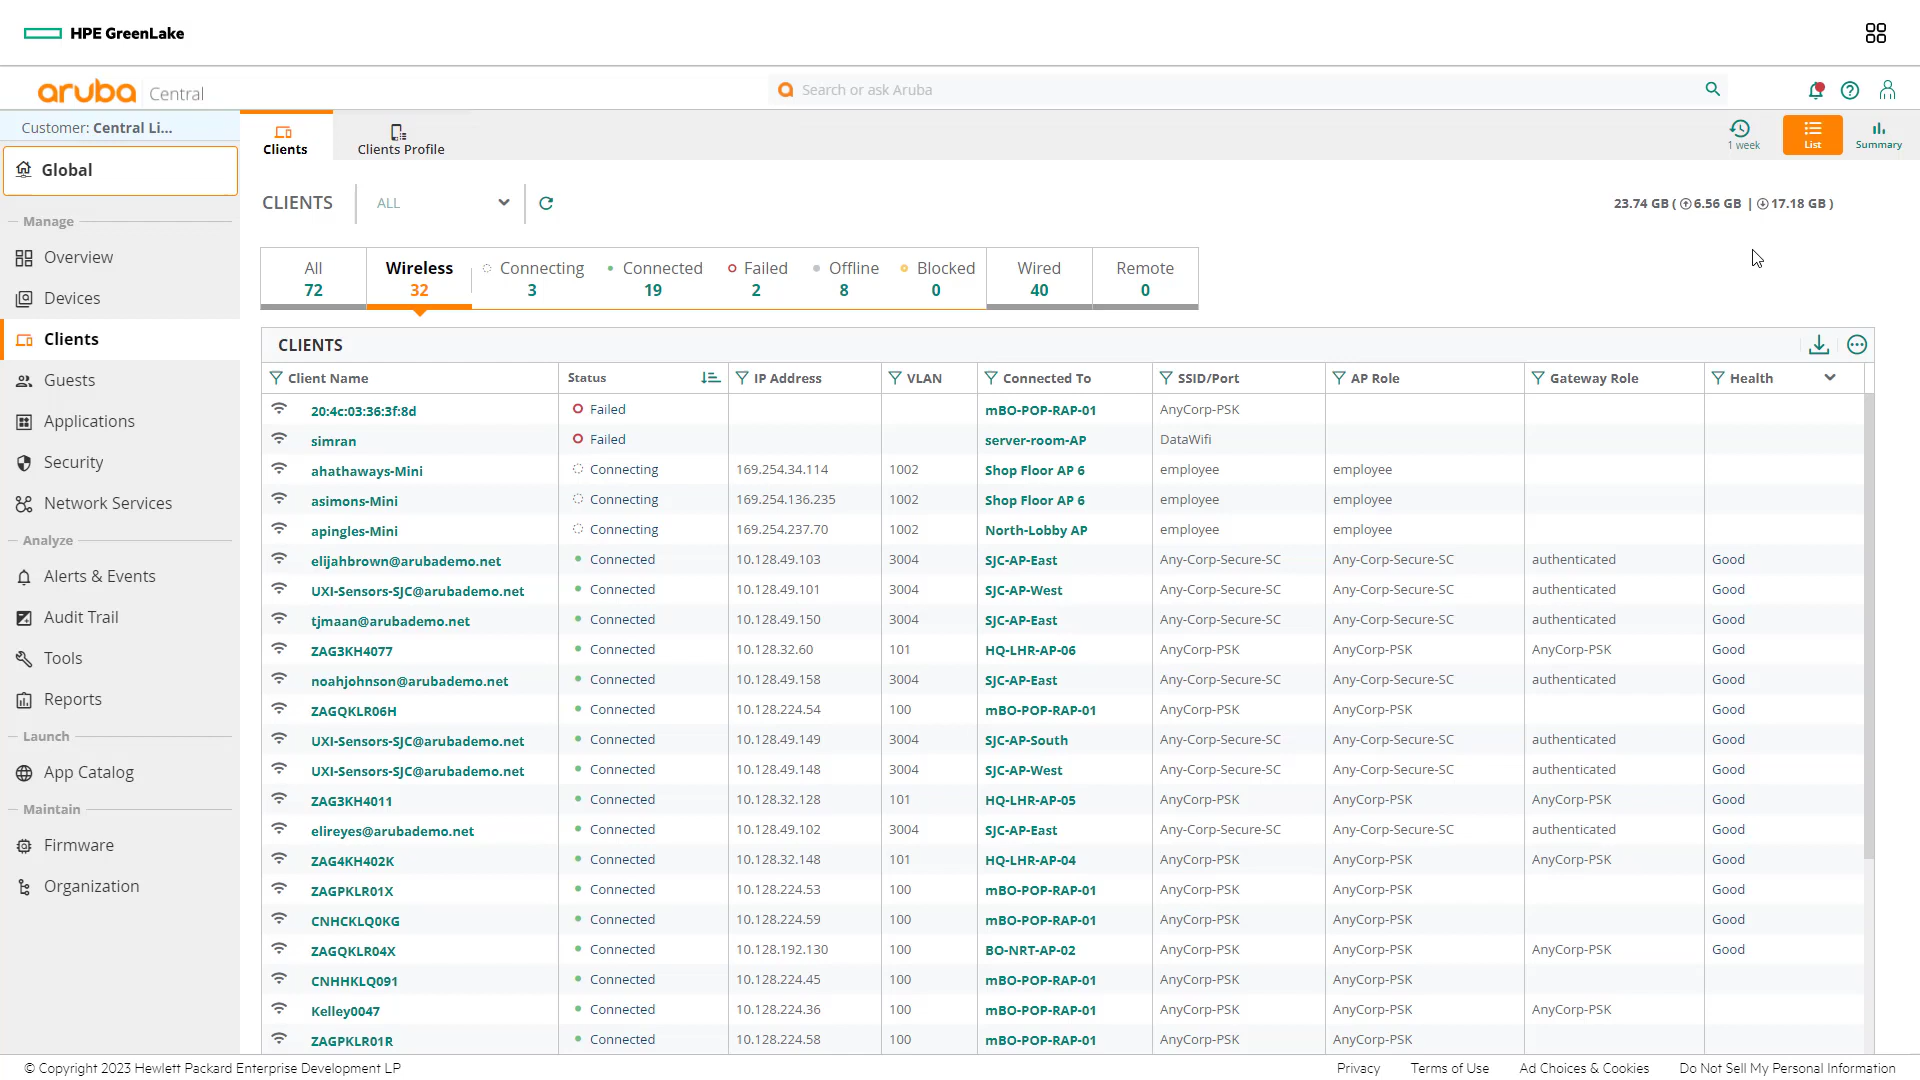 HPE GreenLake
aruba Central
Search or ask Aruba
Customer: Central Li...
Clients
Clients Profile
1 week
List
Summary
Global
Manage
Overview
Devices
Clients
Guests
Applications
Security
Network Services
Analyze
Alerts & Events
Audit Trail
Tools
Reports
Launch
App Catalog
Maintain
Firmware
Organization
CLIENTS ALL
23.74 GB ( 6.56 GB | 17.18 GB )
All Wireless Connecting Connected Failed Offline Blocked Wired Remote
72 32 3 19 2 8 0 40 0
CLIENTS
Client Name Status IP Address VLAN Connected To SSID/Port AP Role Gateway Role Health
20:4c:03:36:3f:8d Failed mBO-POP-RAP-01 AnyCorp-PSK
simran Failed server-room-AP DataWifi
ahathaways-Mini Connecting 169.254.34.114 1002 Shop Floor AP 6 employee employee
asimons-Mini Connecting 169.254.136.235 1002 Shop Floor AP 6 employee employee
apingles-Mini Connecting 169.254.237.70 1002 North-Lobby AP employee employee
elijahbrown@arubademo.net Connected 10.128.49.103 3004 SJC-AP-East Any-Corp-Secure-SC Any-Corp-Secure-SC authenticated Good
UXI-Sensors-SJC@arubademo.net Connected 10.128.49.101 3004 SJC-AP-West Any-Corp-Secure-SC Any-Corp-Secure-SC authenticated Good
tjmaan@arubademo.net Connected 10.128.49.150 3004 SJC-AP-East Any-Corp-Secure-SC Any-Corp-Secure-SC authenticated Good
ZAG3KH4077 Connected 10.128.32.60 101 HQ-LHR-AP-06 AnyCorp-PSK AnyCorp-PSK AnyCorp-PSK Good
noahjohnson@arubademo.net Connected 10.128.49.158 3004 SJC-AP-East Any-Corp-Secure-SC Any-Corp-Secure-SC authenticated Good
ZAGQKLR06H Connected 10.128.224.54 100 mBO-POP-RAP-01 AnyCorp-PSK AnyCorp-PSK Good
UXI-Sensors-SJC@arubademo.net Connected 10.128.49.149 3004 SJC-AP-South Any-Corp-Secure-SC Any-Corp-Secure-SC authenticated Good
UXI-Sensors-SJC@arubademo.net Connected 10.128.49.148 3004 SJC-AP-West Any-Corp-Secure-SC Any-Corp-Secure-SC authenticated Good
ZAG3KH4011 Connected 10.128.32.128 101 HQ-LHR-AP-05 AnyCorp-PSK AnyCorp-PSK AnyCorp-PSK Good
elireyes@arubademo.net Connected 10.128.49.102 3004 SJC-AP-East Any-Corp-Secure-SC Any-Corp-Secure-SC authenticated Good
ZAG4KH402K Connected 10.128.32.148 101 HQ-LHR-AP-04 AnyCorp-PSK AnyCorp-PSK AnyCorp-PSK Good
ZAGPKLR01X Connected 10.128.224.53 100 mBO-POP-RAP-01 AnyCorp-PSK AnyCorp-PSK Good
CNHCKLQ0KG Connected 10.128.224.59 100 mBO-POP-RAP-01 AnyCorp-PSK AnyCorp-PSK Good
ZAGQKLR04X Connected 10.128.192.130 100 BO-NRT-AP-02 AnyCorp-PSK AnyCorp-PSK AnyCorp-PSK Good
CNHHKLQ091 Connected 10.128.224.45 100 mBO-POP-RAP-01 AnyCorp-PSK AnyCorp-PSK
Kelley0047 Connected 10.128.224.36 100 mBO-POP-RAP-01 AnyCorp-PSK AnyCorp-PSK AnyCorp-PSK
ZAGPKLR01R Connected 10.128.224.58 100 mBO-POP-RAP-01 AnyCorp-PSK AnyCorp-PSK
© Copyright 2023 Hewlett Packard Enterprise Development LP
Privacy Terms of Use Ad Choices & Cookies Do Not Sell My Personal Information